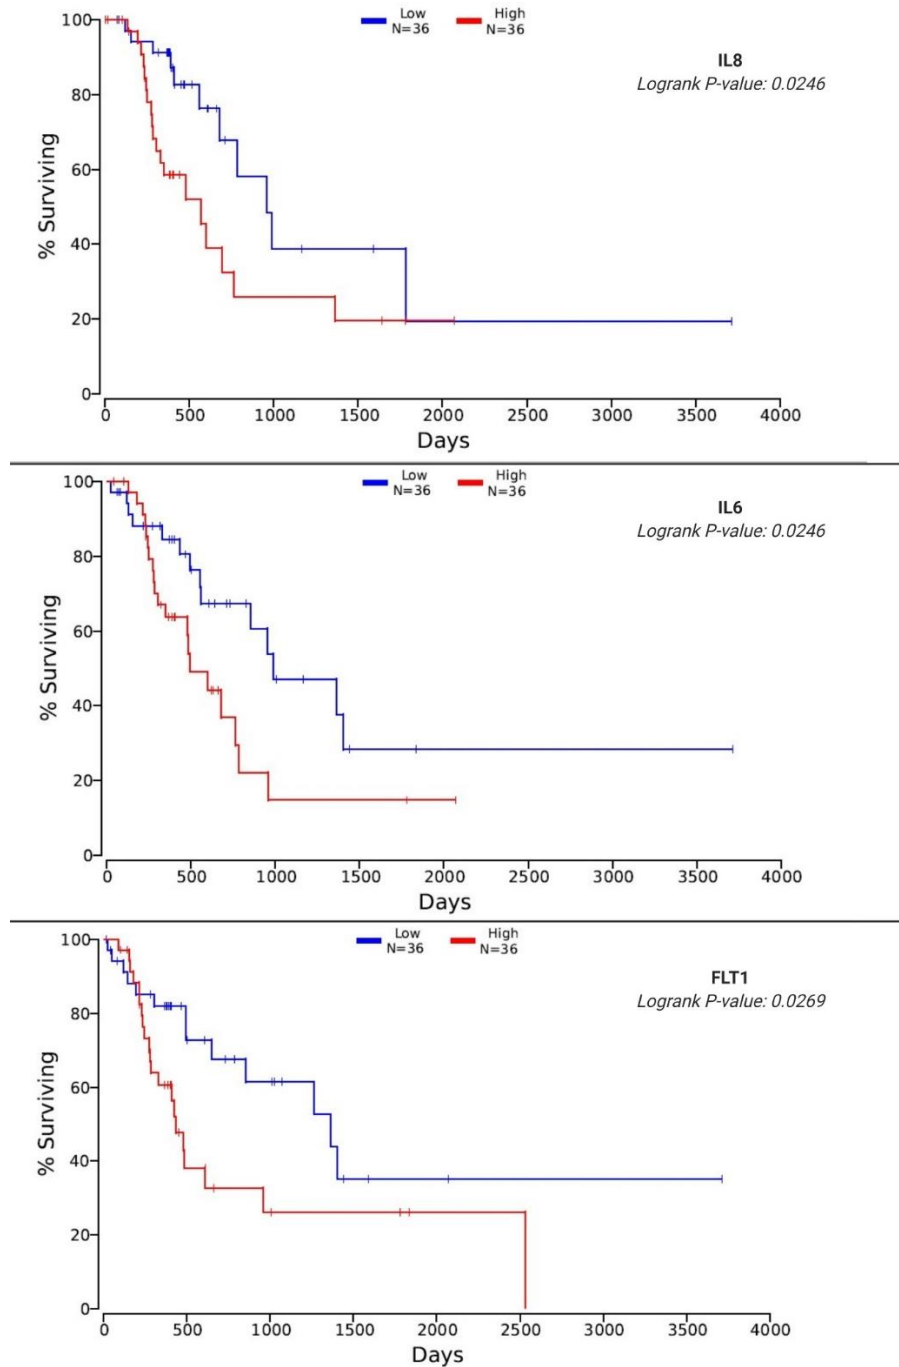 Low High
N=36 N=36
IL8
Logrank P-value: 0.0246
100
80
60
40
20
0
% Surviving
0 500 1000 1500 2000 2500 3000 3500 4000
Days
Low High
N=36 N=36
IL6
Logrank P-value: 0.0246
100
80
60
40
20
0
% Surviving
0 500 1000 1500 2000 2500 3000 3500 4000
Days
Low High
N=36 N=36
FLT1
Logrank P-value: 0.0269
100
80
60
40
20
0
% Surviving
0 500 1000 1500 2000 2500 3000 3500 4000
Days